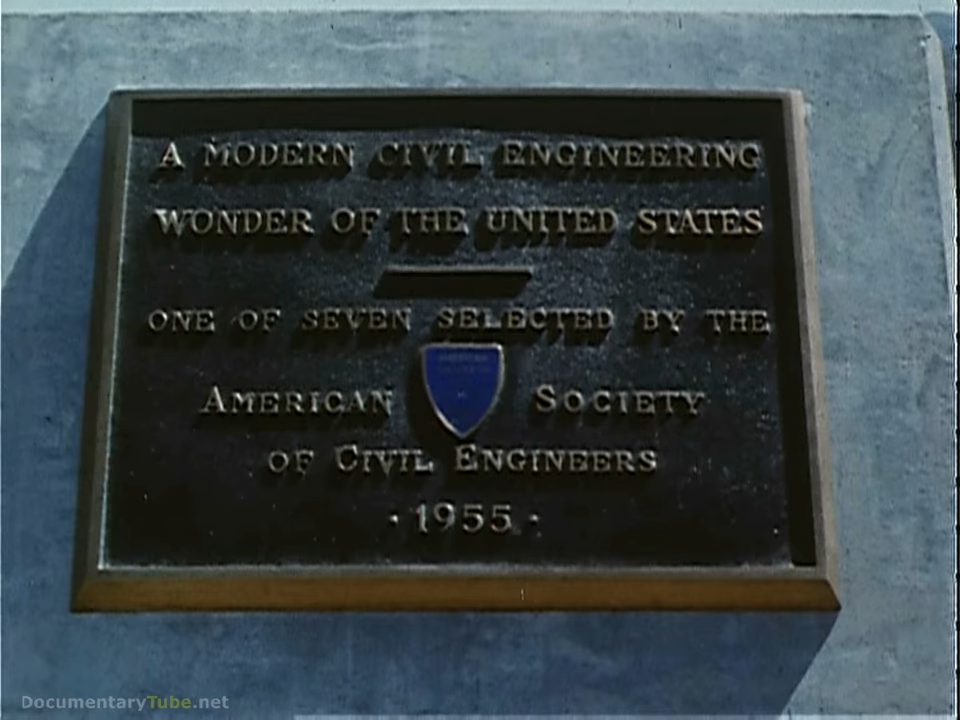 A MODERN CIVIL ENGINEERING
WONDER OF THE UNITED STATES
ONE OF SEVEN SELECTED BY THE
AMERICAN SOCIETY
OF CIVIL ENGINEERS
· 1955 ·
DocumentaryTube.net